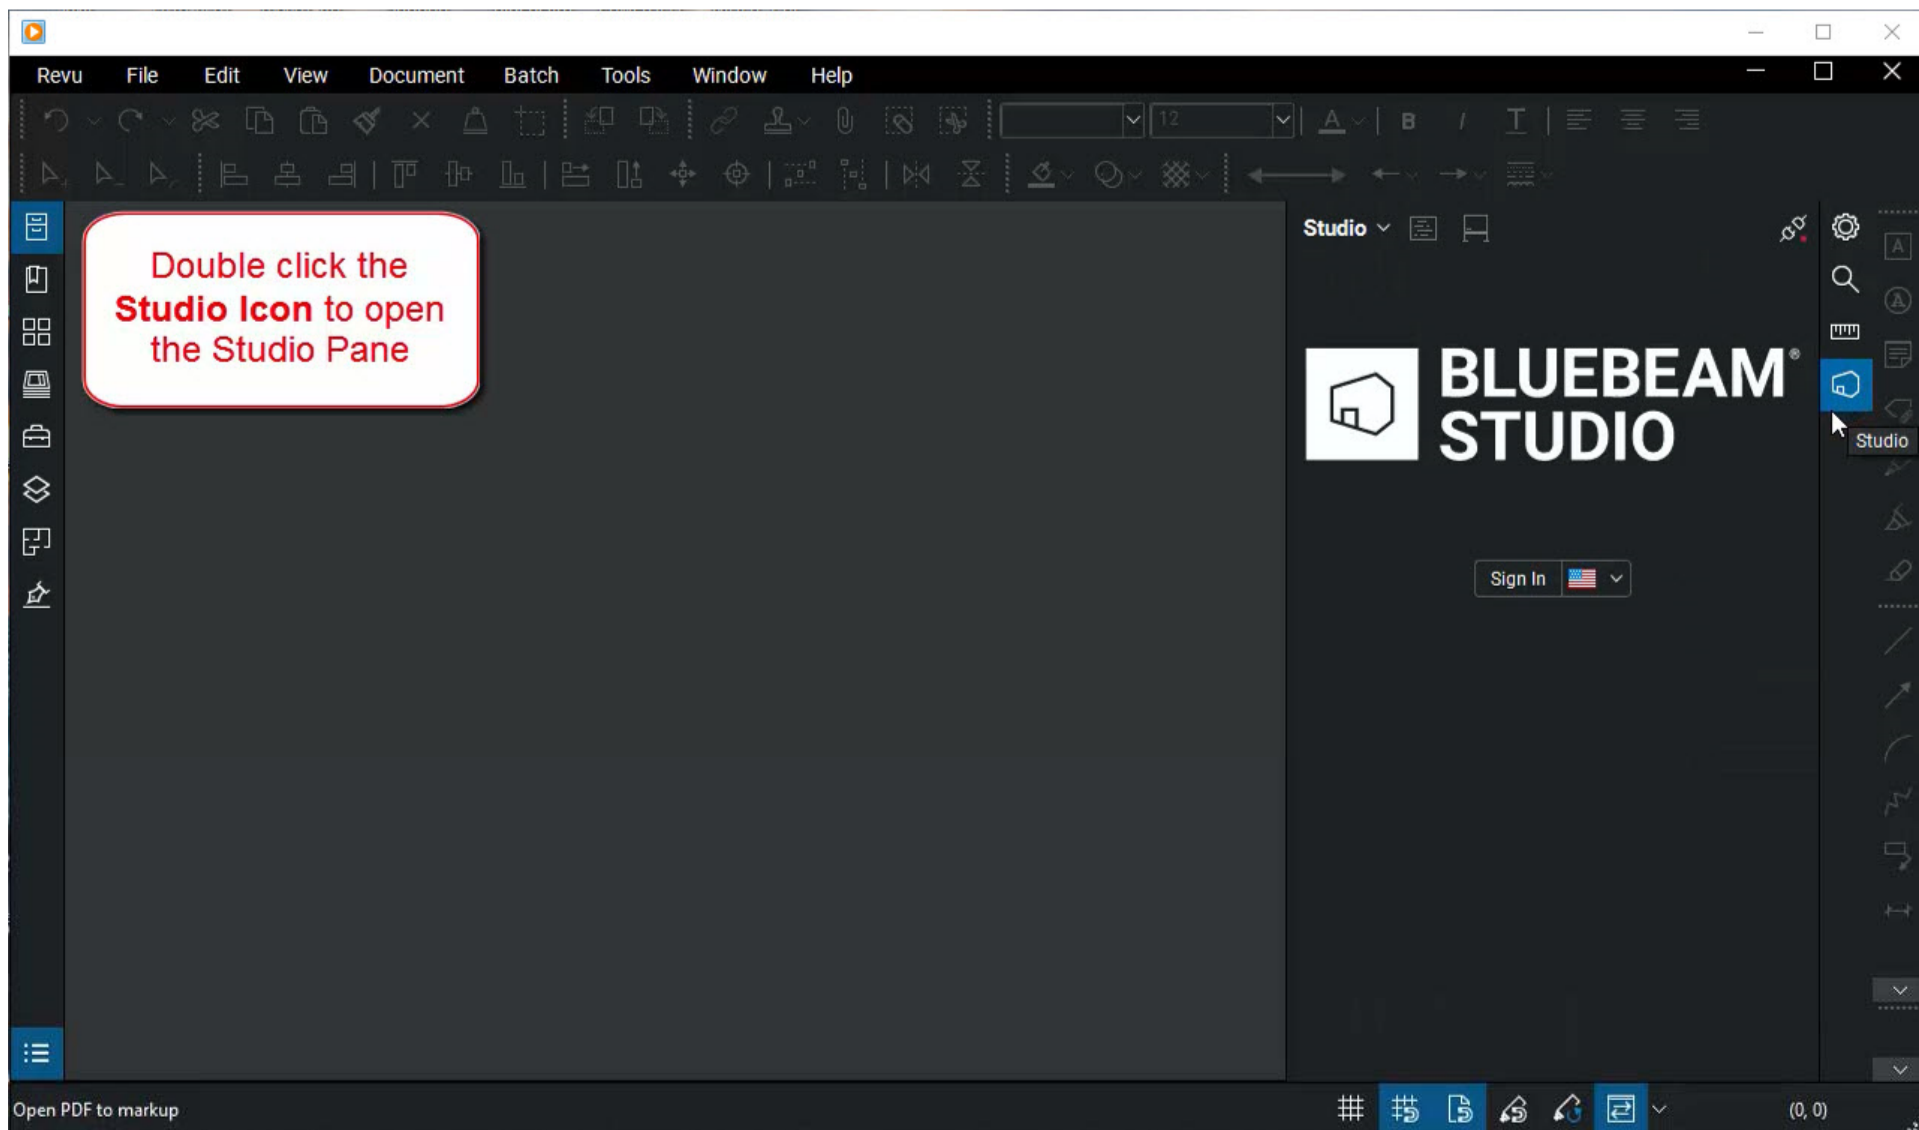 Revu File Edit View Document Batch Tools Window Help
12
A B I T
Double click the
Studio Icon to open
the Studio Pane
Studio
A
A
BLUEBEAM®
STUDIO
Studio
Sign In
Open PDF to markup
(0, 0)